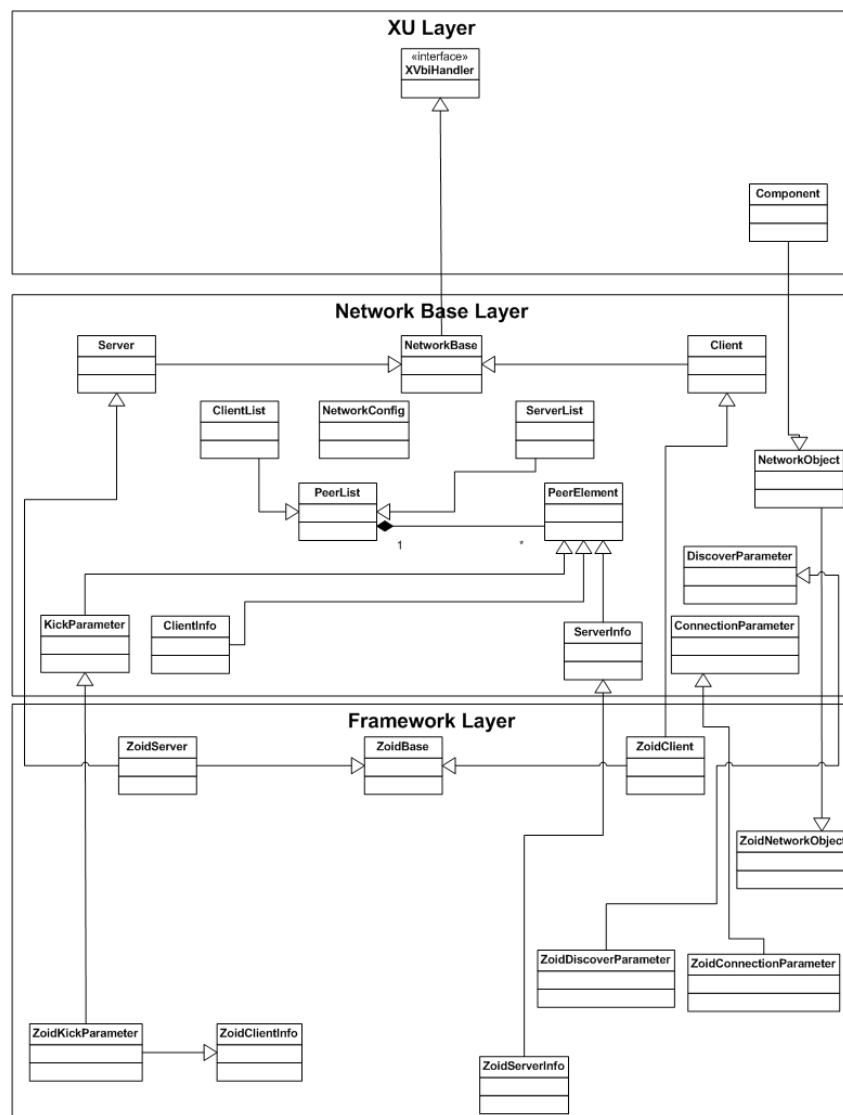 XU Layer
«interface»
XVbiHandler
Component
Network Base Layer
Server
NetworkBase
Client
ClientList
NetworkConfig
ServerList
NetworkObject
PeerList
PeerElement
1
*
DiscoverParameter
KickParameter
ClientInfo
ServerInfo
ConnectionParameter
Framework Layer
ZoidServer
ZoidBase
ZoidClient
ZoidNetworkObject
ZoidDiscoverParameter
ZoidConnectionParameter
ZoidKickParameter
ZoidClientInfo
ZoidServerInfo